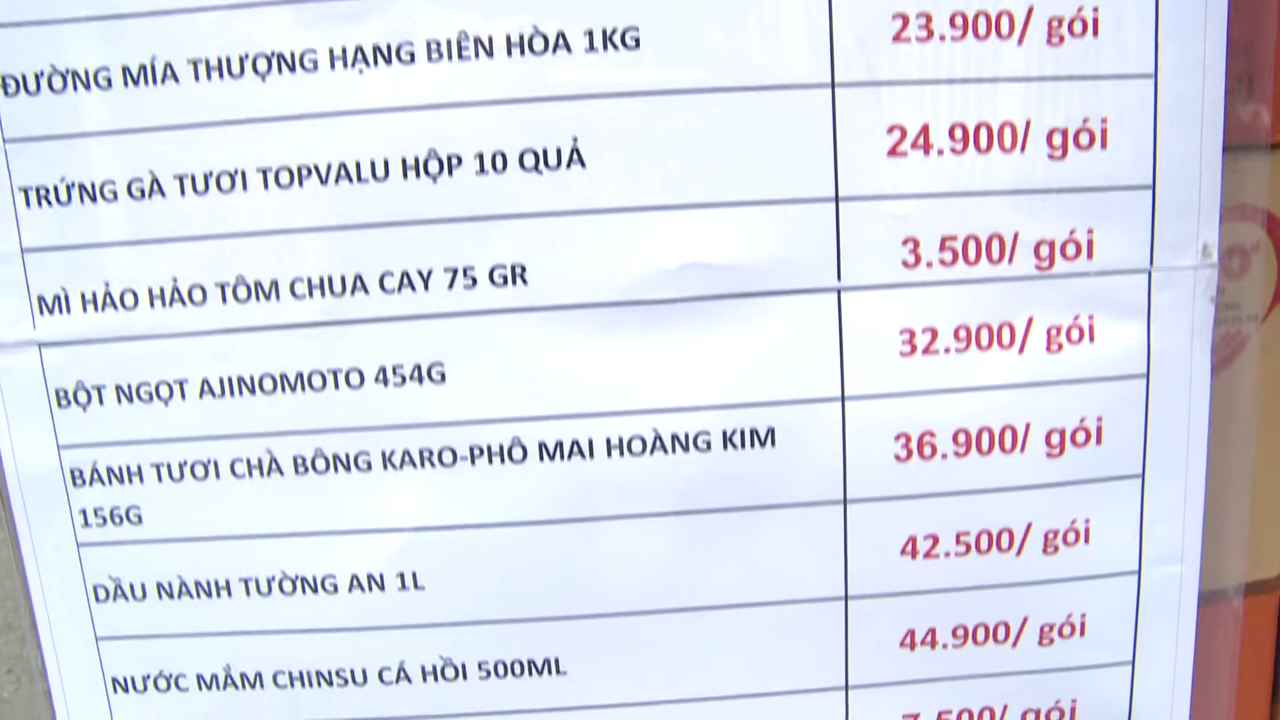 ĐƯỜNG MÍA THƯỢNG HẠNG BIÊN HÒA 1KG 23.900/ gói
TRỨNG GÀ TƯƠI TOPVALU HỘP 10 QUẢ 24.900/ gói
MÌ HẢO HẢO TÔM CHUA CAY 75 GR 3.500/ gói
BỘT NGỌT AJINOMOTO 454G 32.900/ gói
BÁNH TƯƠI CHÀ BÔNG KARO-PHÔ MAI HOÀNG KIM 36.900/ gói
156G
DẦU NÀNH TƯỜNG AN 1L 42.500/ gói
NƯỚC MẮM CHINSU CÁ HỒI 500ML 44.900/ gói
7.500/ gói